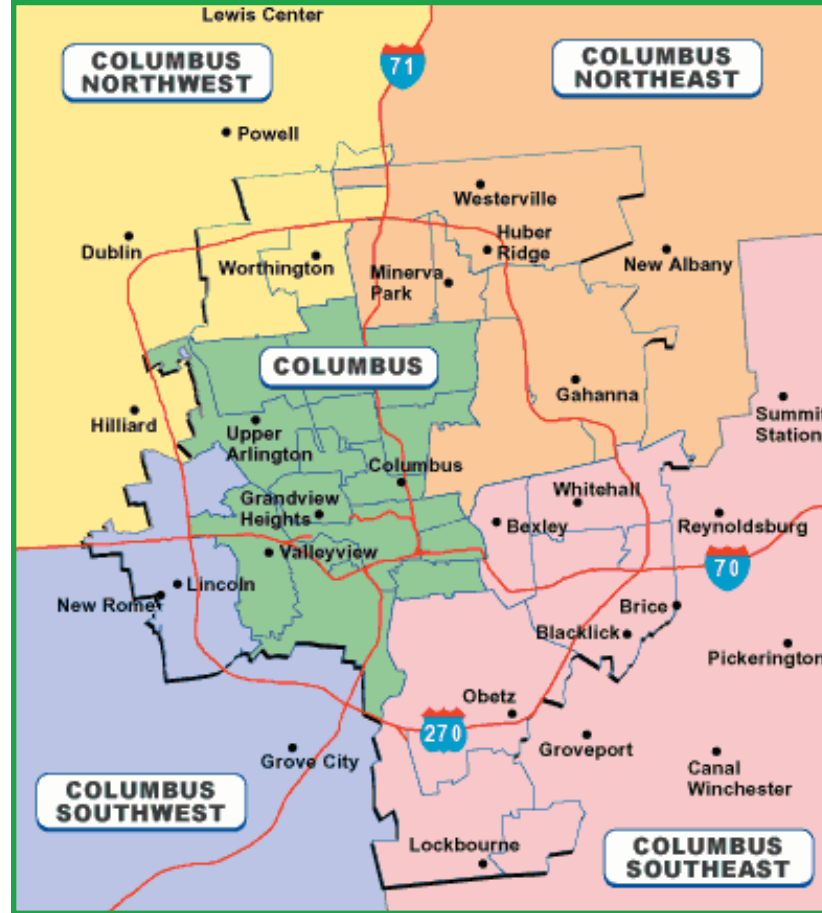 Lewis Center
COLUMBUS
NORTHWEST
71
COLUMBUS
NORTHEAST
Powell
Westerville
Dublin
Worthington
Huber
Ridge
Minerva
Park
New Albany
COLUMBUS
Gahanna
Hilliard
Upper
Arlington
Summit
Station
Columbus
Grandview
Heights
Whitehall
Bexley
Reynoldsburg
Valleyview
70
Lincoln
New Rome
Brice
Blacklick
Pickerington
Obetz
270
Groveport
Grove City
Canal
Winchester
COLUMBUS
SOUTHWEST
Lockbourne
COLUMBUS
SOUTHEAST